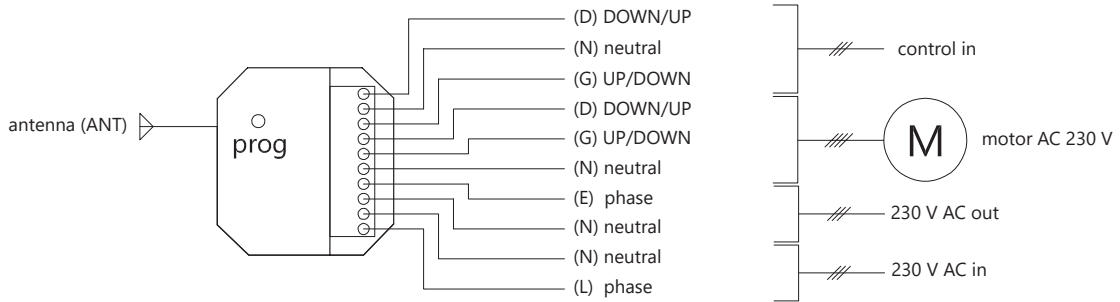 antenna (ANT)
prog
(D) DOWN/UP
(N) neutral
(G) UP/DOWN
(D) DOWN/UP
(G) UP/DOWN
(N) neutral
(E) phase
(N) neutral
(N) neutral
(L) phase
control in
M
motor AC 230 V
230 V AC out
230 V AC in